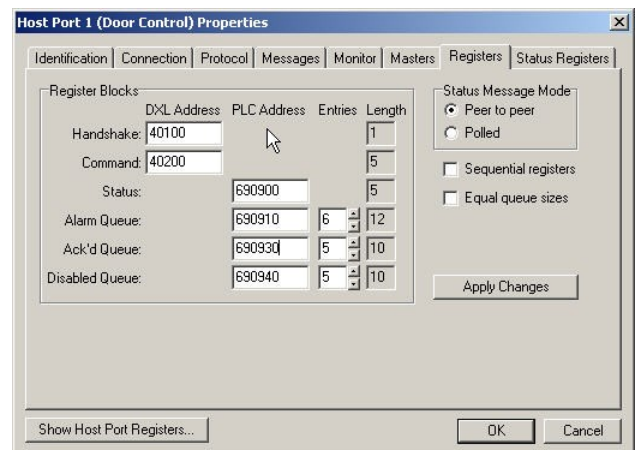 Host Port 1 (Door Control) Properties
Identification Connection Protocol Messages Monitor Masters Registers Status Registers
Register Blocks
DXL Address PLC Address Entries Length
Handshake: 40100 1
Command: 40200 5
Status: 690900 5
Alarm Queue: 690910 6 12
Ack'd Queue: 690930 5 10
Disabled Queue: 690940 5 10
Status Message Mode
Peer to peer
Polled
Sequential registers
Equal queue sizes
Apply Changes
Show Host Port Registers...
OK
Cancel